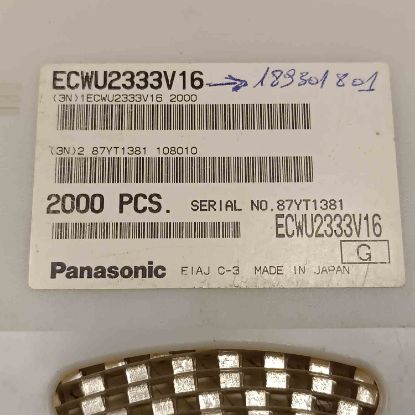 ECWU2333V16 → 189301801
(3N)1ECWU2333V16 2000
(3N)2 87YT1381 108010
2000 PCS. SERIAL NO.87YT1381
ECWU2333V16
G
Panasonic EIAJ C-3 MADE IN JAPAN